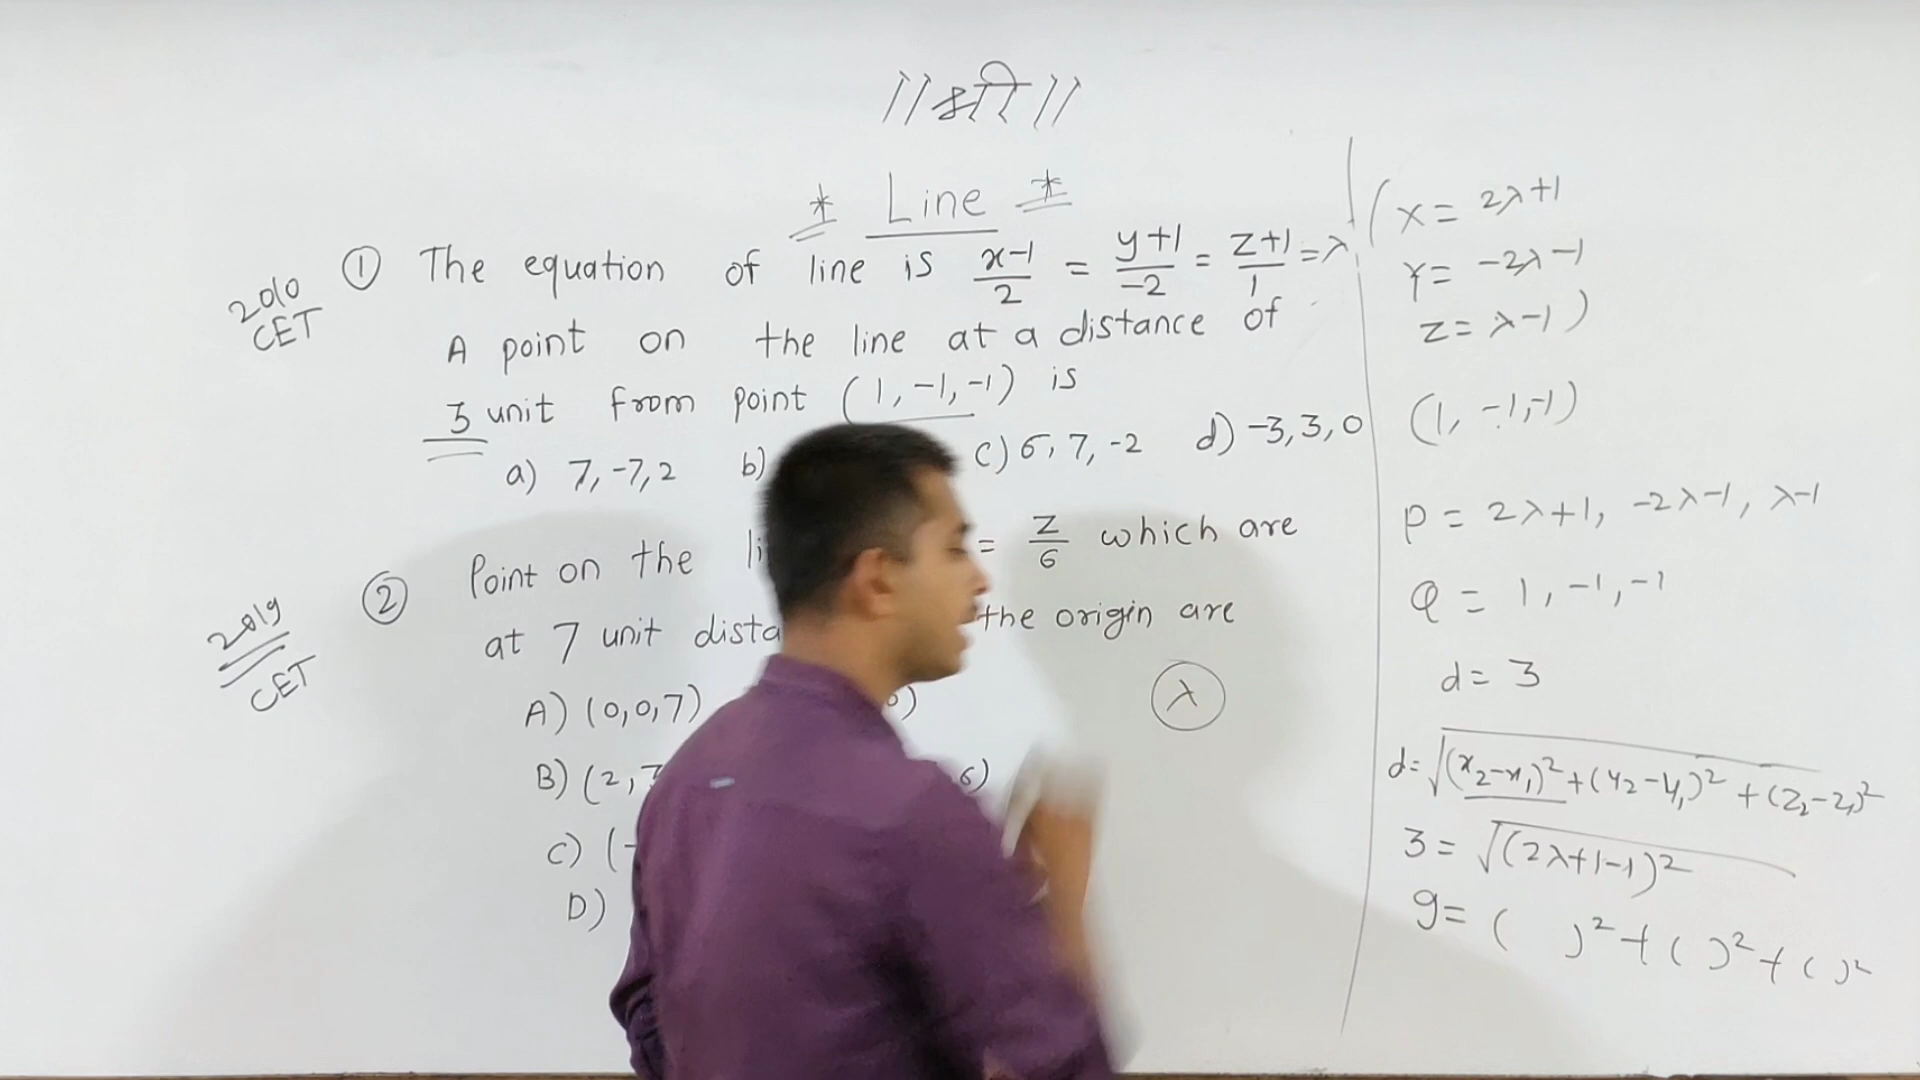 ||श्री||
* Line *
2010 CET
① The equation of line is (x-1)/2 = (y+1)/-2 = (z+1)/1 = λ
A point on the line at a distance of
3 unit from point (1, -1, -1) is
a) 7, -7, 2 b) c) 6, 7, -2 d) -3, 3, 0
2019 CET
② Point on the = z/6 which are
at 7 unit the origin are
A) (0,0,7)
B) (2, 6)
C) (-
D)
λ
(x = 2λ+1
y = -2λ-1
z = λ-1)
(1, -1, -1)
P = 2λ+1, -2λ-1, λ-1
Q = 1, -1, -1
d = 3
d = √(x₂-x₁)² + (y₂-y₁)² + (z₂-z₁)²
3 = √(2λ+1-1)²
9 = ( )² + ( )² + ( )²